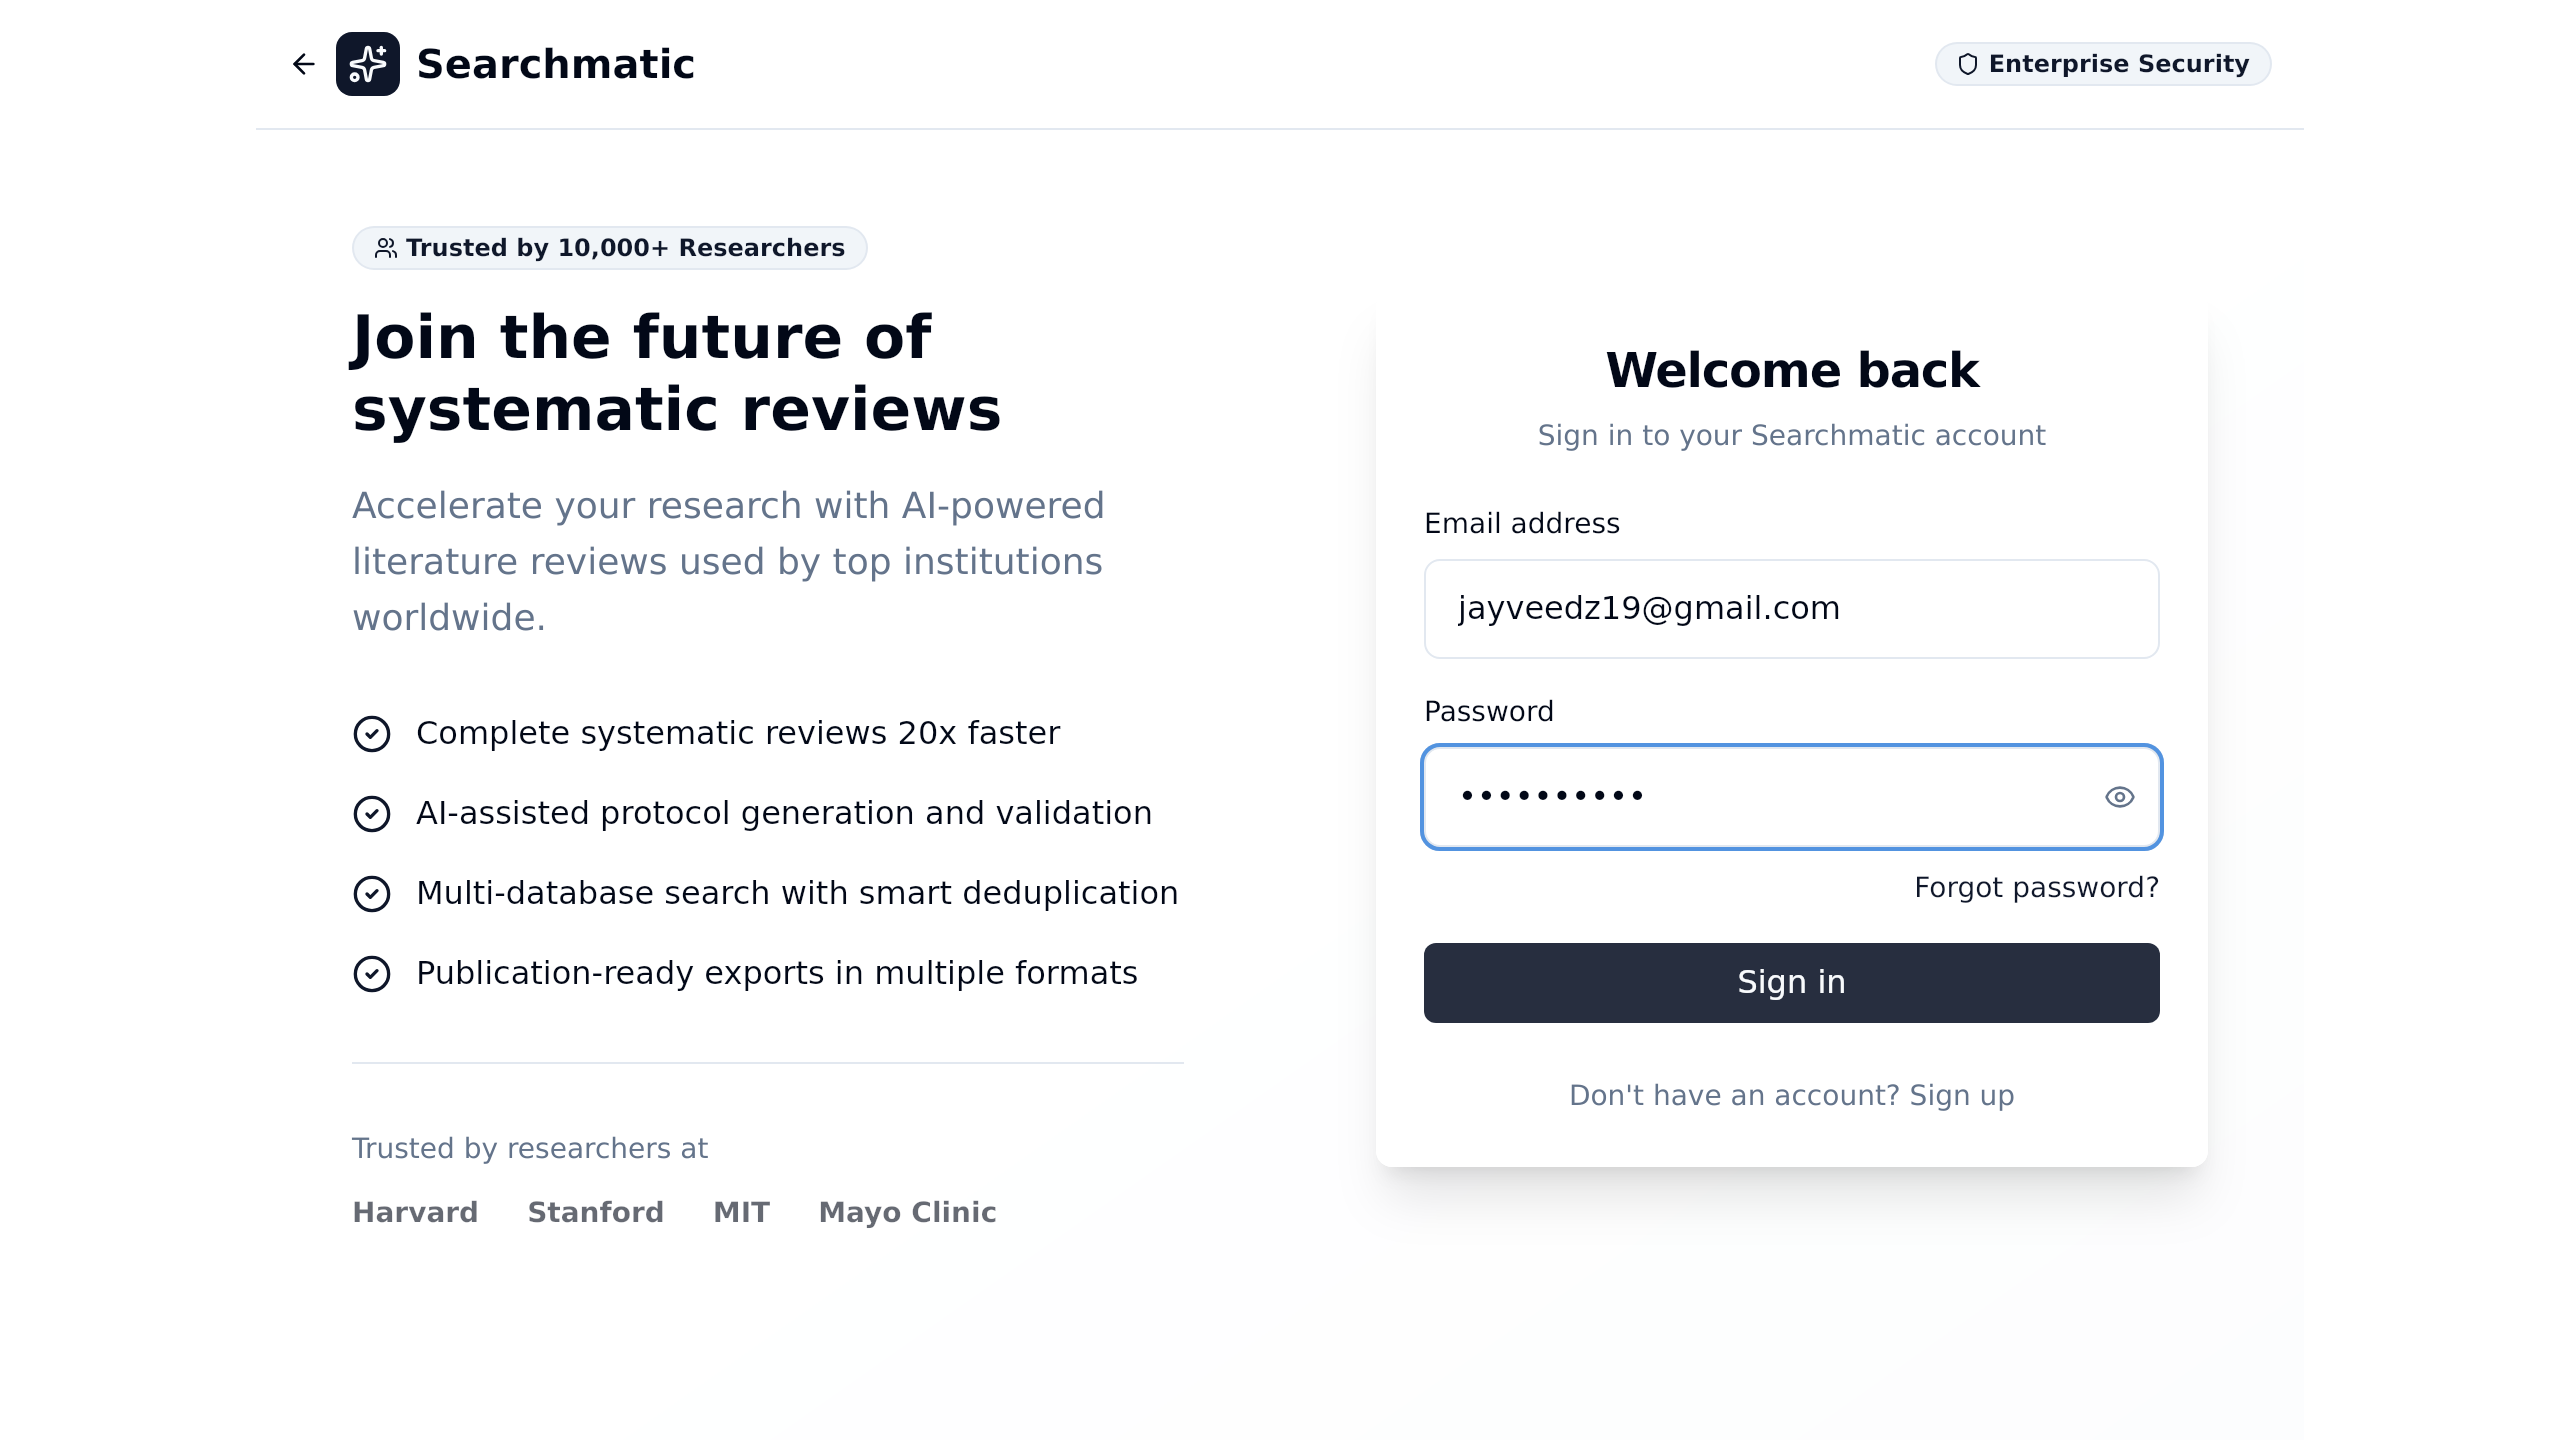 Searchmatic
Enterprise Security
Trusted by 10,000+ Researchers
Join the future of
systematic reviews
Accelerate your research with AI-powered
literature reviews used by top institutions
worldwide.
Complete systematic reviews 20x faster
AI-assisted protocol generation and validation
Multi-database search with smart deduplication
Publication-ready exports in multiple formats
Trusted by researchers at
Harvard Stanford MIT Mayo Clinic
Welcome back
Sign in to your Searchmatic account
Email address
jayveedz19@gmail.com
Password
••••••••••
Forgot password?
Sign in
Don't have an account? Sign up